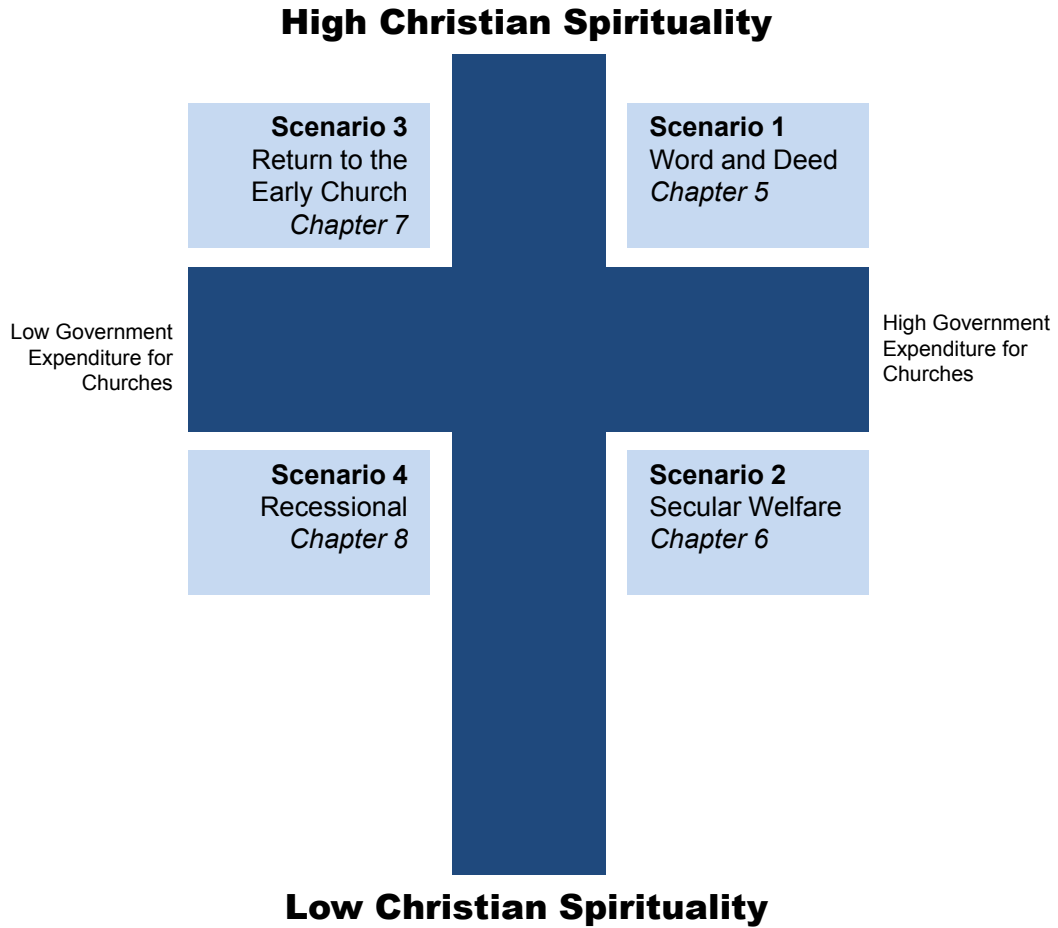 High Christian Spirituality
Scenario 3
Return to the
Early Church
Chapter 7
Scenario 1
Word and Deed
Chapter 5
Low Government
Expenditure for
Churches
High Government
Expenditure for
Churches
Scenario 4
Recessional
Chapter 8
Scenario 2
Secular Welfare
Chapter 6
Low Christian Spirituality